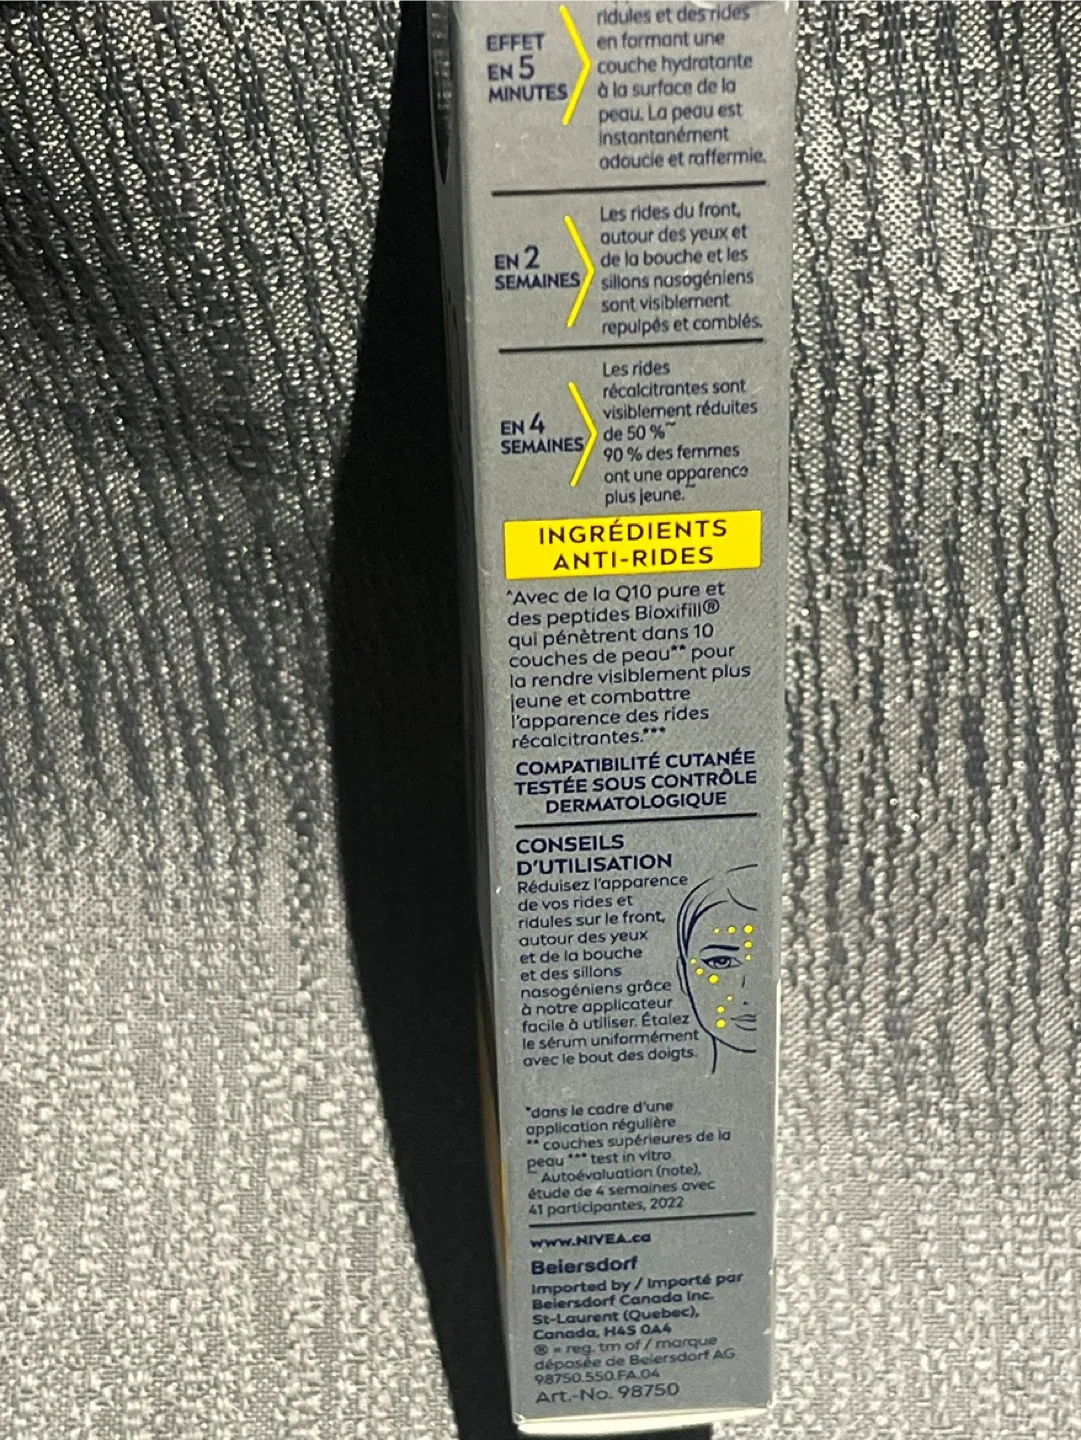 EFFET
EN 5
MINUTES
ridules et des rides
en formant une
couche hydratante
à la surface de la
peau. La peau est
instantanément
adoucie et raffermie.
EN 2
SEMAINES
Les rides du front,
autour des yeux et
de la bouche et les
sillons nasogéniens
sont visiblement
repulpés et comblés.
EN 4
SEMAINES
Les rides
récalcitrantes sont
visiblement réduites
de 50 %~
90 % des femmes
ont une apparence
plus jeune.~
INGRÉDIENTS
ANTI-RIDES
^Avec de la Q10 pure et
des peptides Bioxifill®
qui pénètrent dans 10
couches de peau** pour
la rendre visiblement plus
jeune et combattre
l'apparence des rides
récalcitrantes.***
COMPATIBILITÉ CUTANÉE
TESTÉE SOUS CONTRÔLE
DERMATOLOGIQUE
CONSEILS
D'UTILISATION
Réduisez l'apparence
de vos rides et
ridules sur le front,
autour des yeux
et de la bouche
et des sillons
nasogéniens grâce
à notre applicateur
facile à utiliser. Étalez
le sérum uniformément
avec le bout des doigts.
*dans le cadre d'une
application régulière
** couches supérieures de la
peau *** test in vitro
~ Autoévaluation (note),
étude de 4 semaines avec
41 participantes, 2022
www.NIVEA.ca
Beiersdorf
Imported by / Importé par
Beiersdorf Canada Inc.
St-Laurent (Quebec),
Canada, H4S 0A4
® = reg. tm of / marque
déposée de Beiersdorf AG
98750.550.FA.04
Art.-No. 98750